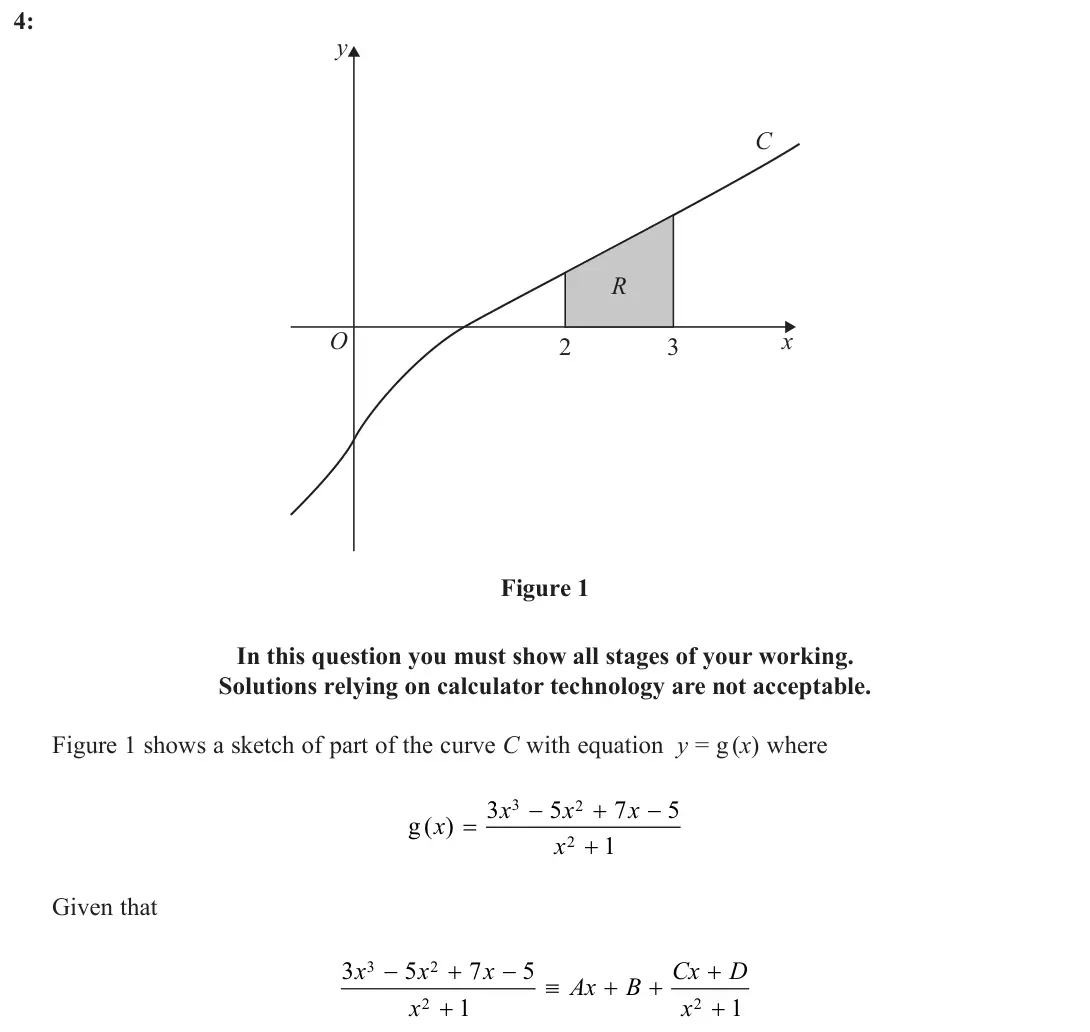 4:
y
C
R
O
2
3
x
Figure 1
In this question you must show all stages of your working.
Solutions relying on calculator technology are not acceptable.
Figure 1 shows a sketch of part of the curve C with equation y = g(x) where
g(x) = (3x³ − 5x² + 7x − 5)/(x² + 1)
Given that
(3x³ − 5x² + 7x − 5)/(x² + 1) ≡ Ax + B + (Cx + D)/(x² + 1)